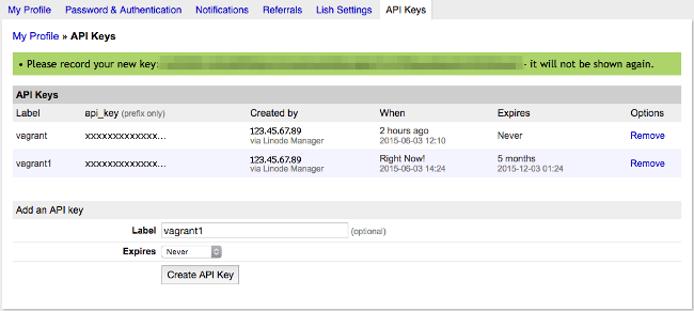 My Profile Password & Authentication Notifications Referrals Lish Settings API Keys
My Profile » API Keys
• Please record your new key: - it will not be shown again.
API Keys
Label api_key (prefix only) Created by When Expires Options
vagrant xxxxxxxxxxxxx... 123.45.67.89 2 hours ago Never Remove
via Linode Manager 2015-06-03 12:10
vagrant1 xxxxxxxxxxxxx... 123.45.67.89 Right Now! 5 months Remove
via Linode Manager 2015-06-03 14:24 2015-12-03 01:24
Add an API key
Label vagrant1 (optional)
Expires Never
Create API Key